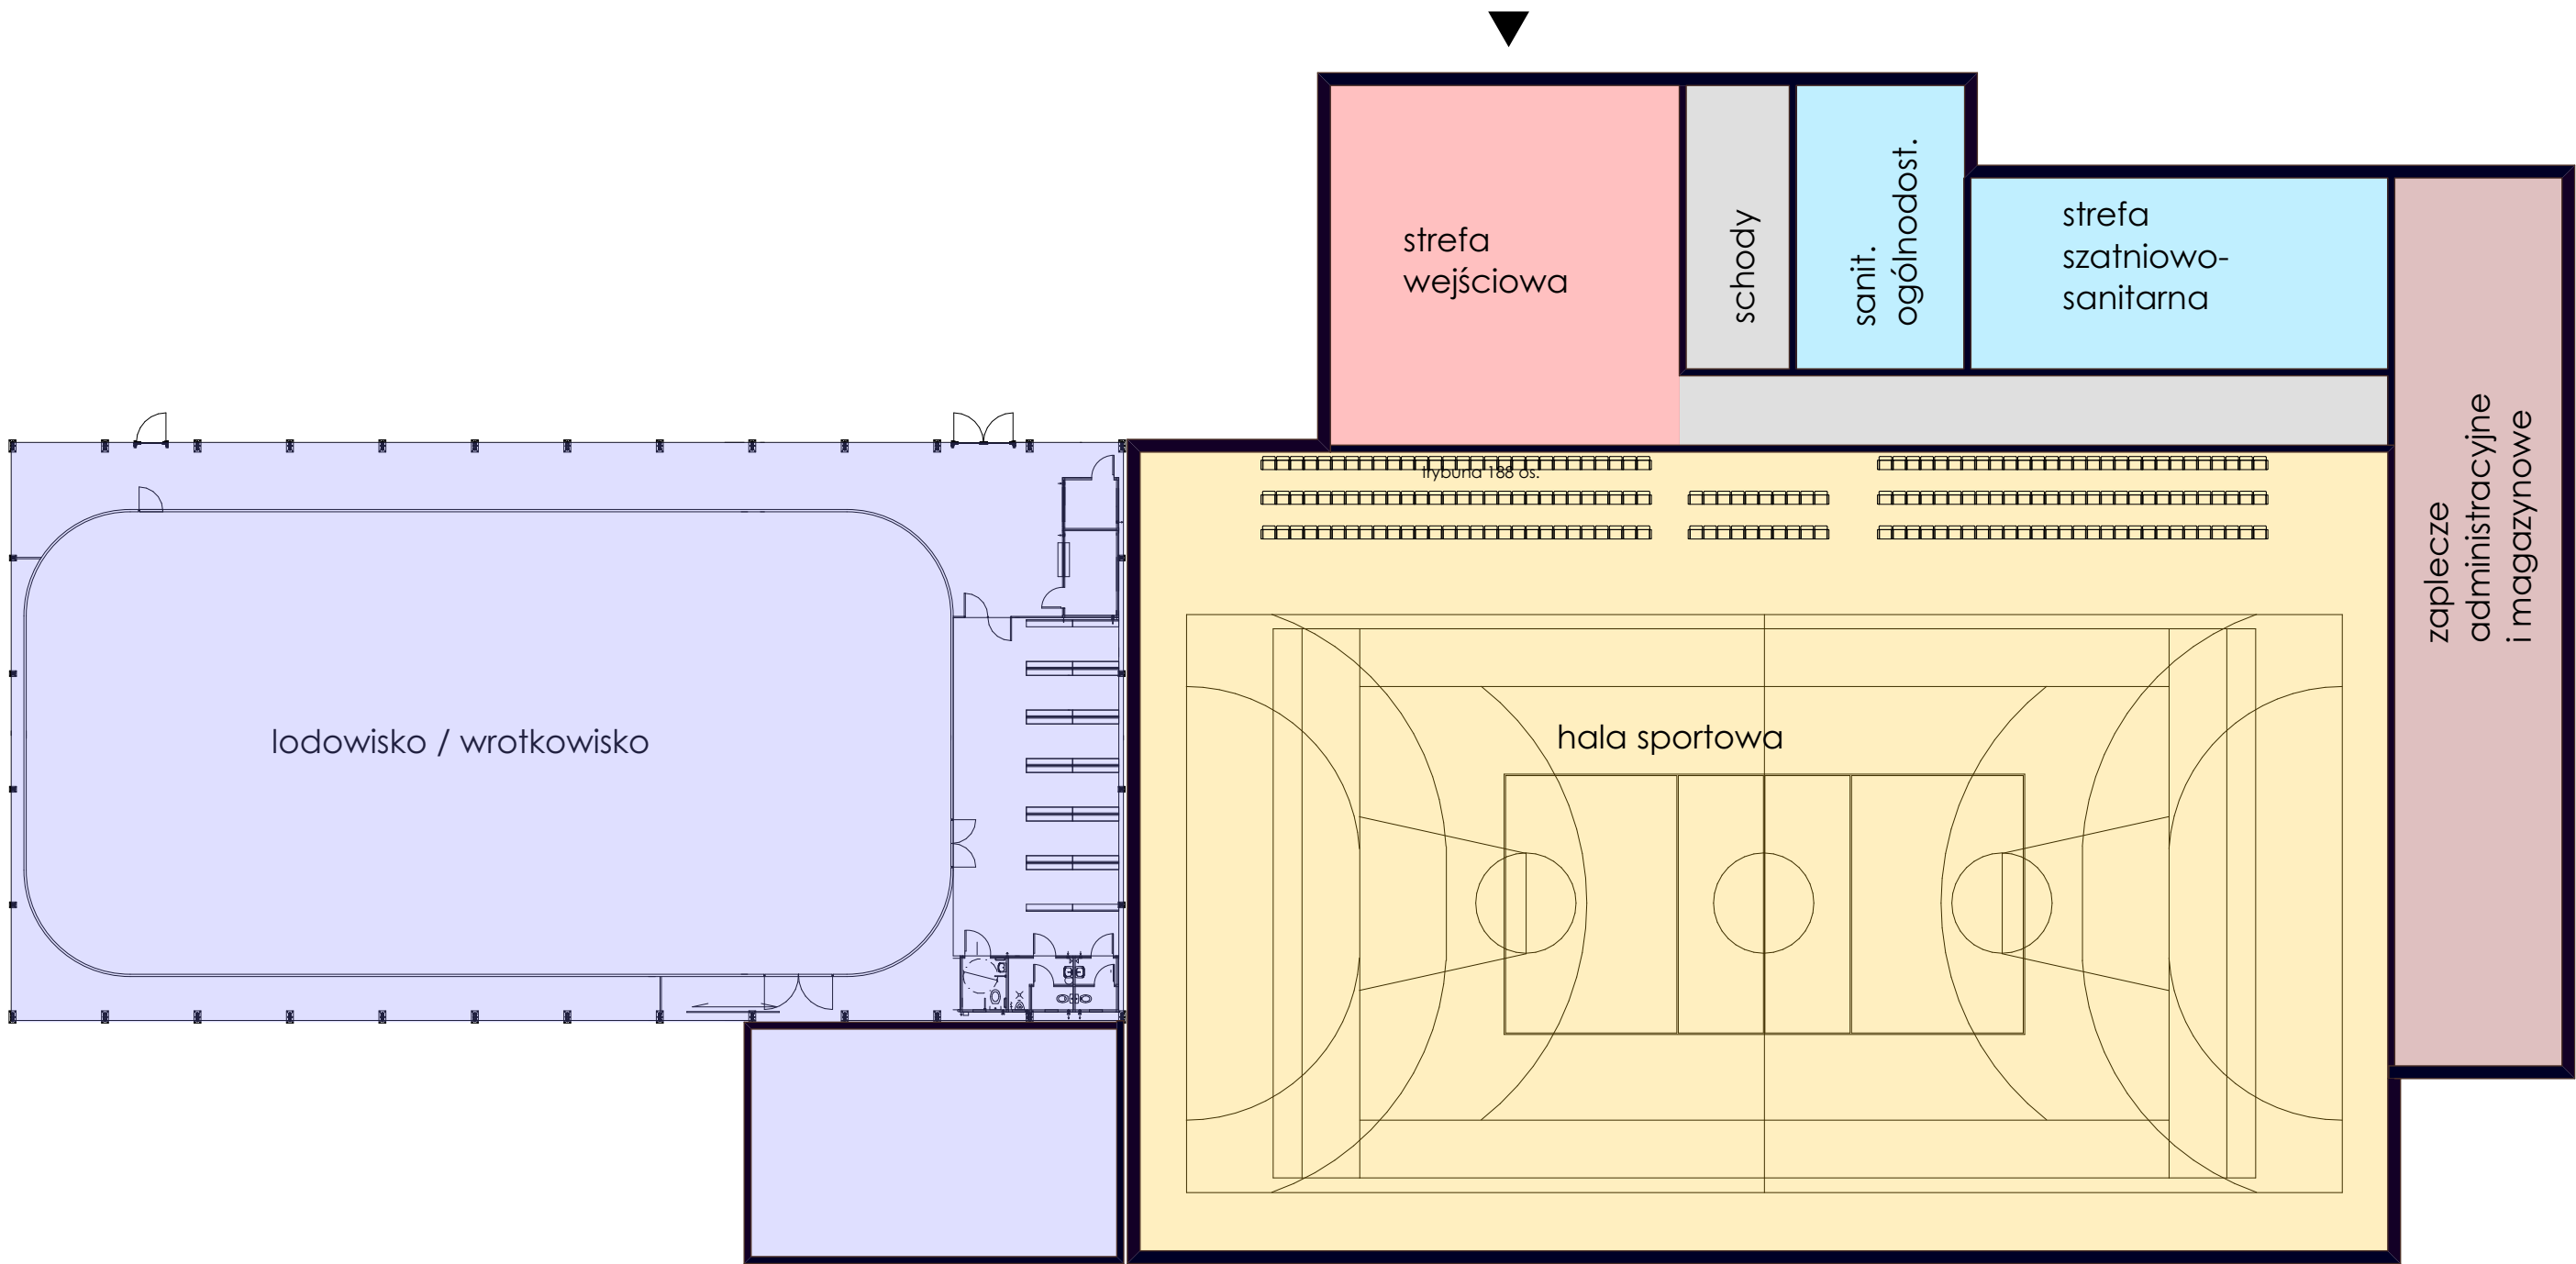 strefa
wejściowa
schody
sanit.
ogólnodost.
strefa
szatniowo-
sanitarna
zaplecze
administracyjne
i magazynowe
trybuna 188 os.
lodowisko / wrotkowisko
hala sportowa